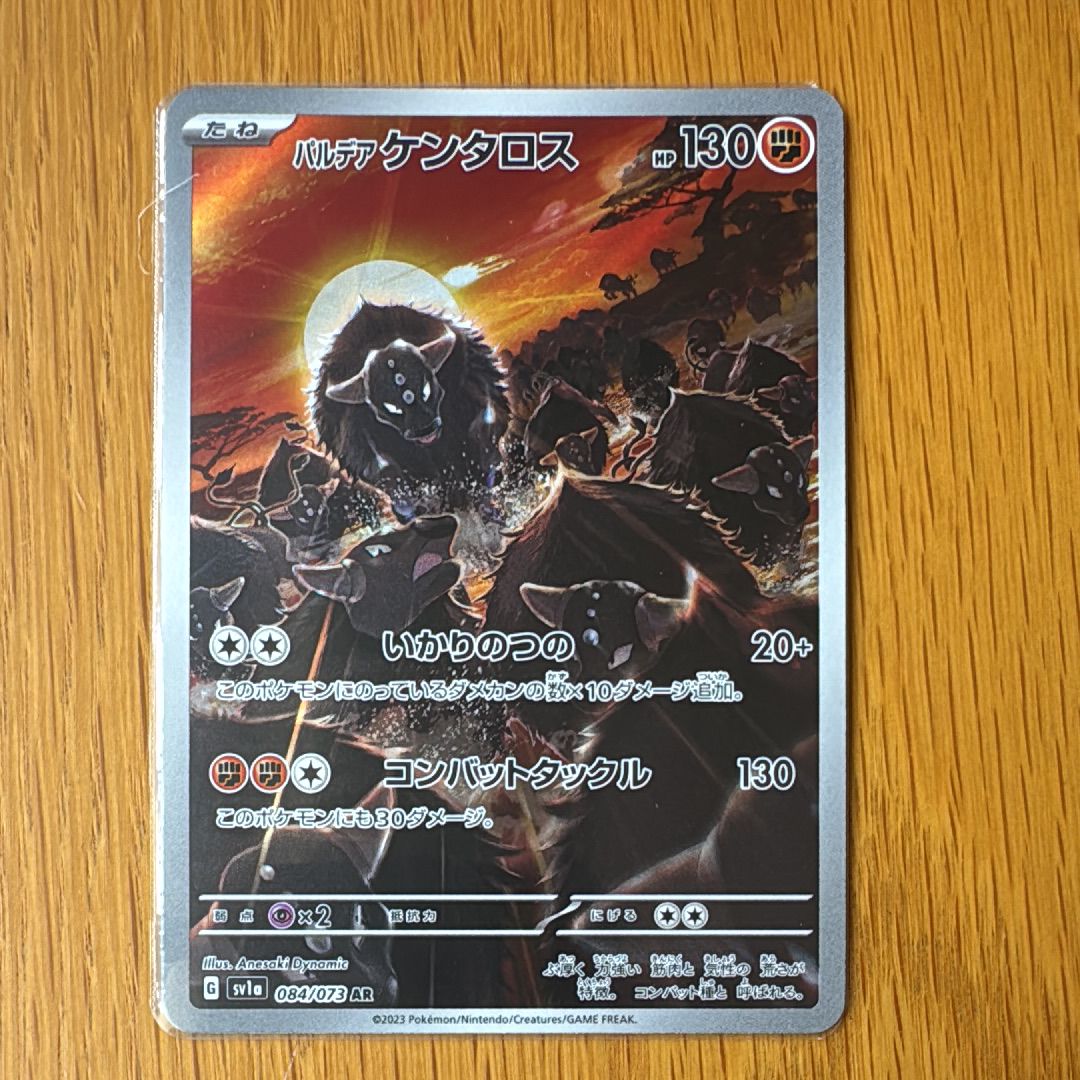 たね
パルデアケンタロス HP130
いかりのつの 20+
このポケモンにのっているダメカンの数×10ダメージ追加。
コンバットタックル 130
このポケモンにも30ダメージ。
弱点 ×2 抵抗力 にげる
Illus. Anesaki Dynamic
ぶ厚く 力強い 筋肉と 気性の 荒さが
特徴。 コンバット種と 呼ばれる。
G sv1a 084/073 AR
©2023 Pokémon/Nintendo/Creatures/GAME FREAK.